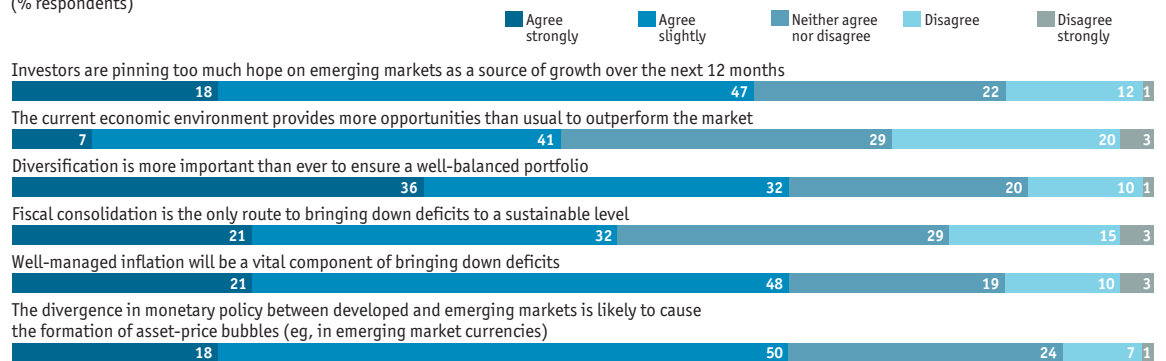 (% respondents)
Agree strongly
Agree slightly
Neither agree nor disagree
Disagree
Disagree strongly
Investors are pinning too much hope on emerging markets as a source of growth over the next 12 months
18 47 22 12 1
The current economic environment provides more opportunities than usual to outperform the market
7 41 29 20 3
Diversification is more important than ever to ensure a well-balanced portfolio
36 32 20 10 1
Fiscal consolidation is the only route to bringing down deficits to a sustainable level
21 32 29 15 3
Well-managed inflation will be a vital component of bringing down deficits
21 48 19 10 3
The divergence in monetary policy between developed and emerging markets is likely to cause
the formation of asset-price bubbles (eg, in emerging market currencies)
18 50 24 7 1